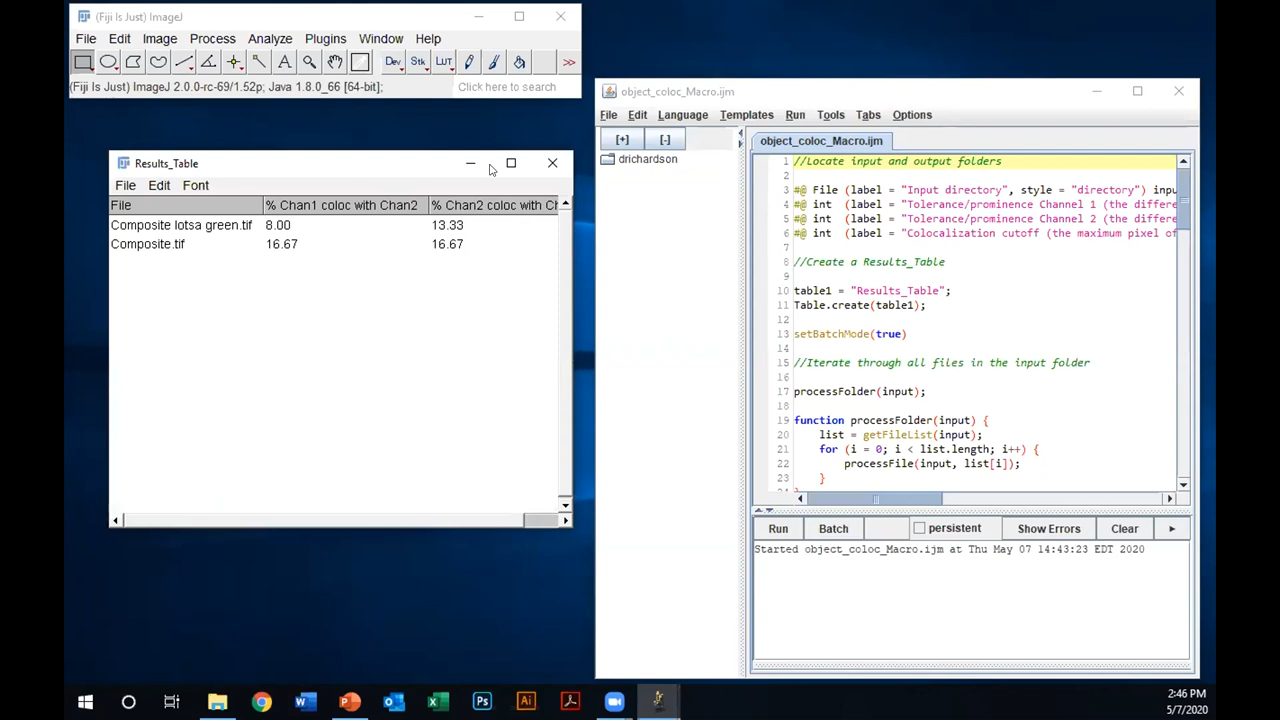 (Fiji Is Just) ImageJ
File Edit Image Process Analyze Plugins Window Help
Dev Stk LUT >>
(Fiji Is Just) ImageJ 2.0.0-rc-69/1.52p; Java 1.8.0_66 [64-bit]; Click here to search
Results_Table
File Edit Font
File % Chan1 coloc with Chan2 % Chan2 coloc with Ch
Composite lotsa green.tif 8.00 13.33
Composite.tif 16.67 16.67
object_coloc_Macro.ijm
File Edit Language Templates Run Tools Tabs Options
[+] [-]
drichardson
object_coloc_Macro.ijm
1 //Locate input and output folders
2
3 #@ File (label = "Input directory", style = "directory") inpu
4 #@ int (label = "Tolerance/prominence Channel 1 (the differe
5 #@ int (label = "Tolerance/prominence Channel 2 (the differe
6 #@ int (label = "Colocalization cutoff (the maximum pixel of
7
8 //Create a Results_Table
9
10 table1 = "Results_Table";
11 Table.create(table1);
12
13 setBatchMode(true)
14
15 //Iterate through all files in the input folder
16
17 processFolder(input);
18
19 function processFolder(input) {
20 list = getFileList(input);
21 for (i = 0; i < list.length; i++) {
22 processFile(input, list[i]);
23 }
Run Batch persistent Show Errors Clear
Started object_coloc_Macro.ijm at Thu May 07 14:43:23 EDT 2020
2:46 PM
5/7/2020